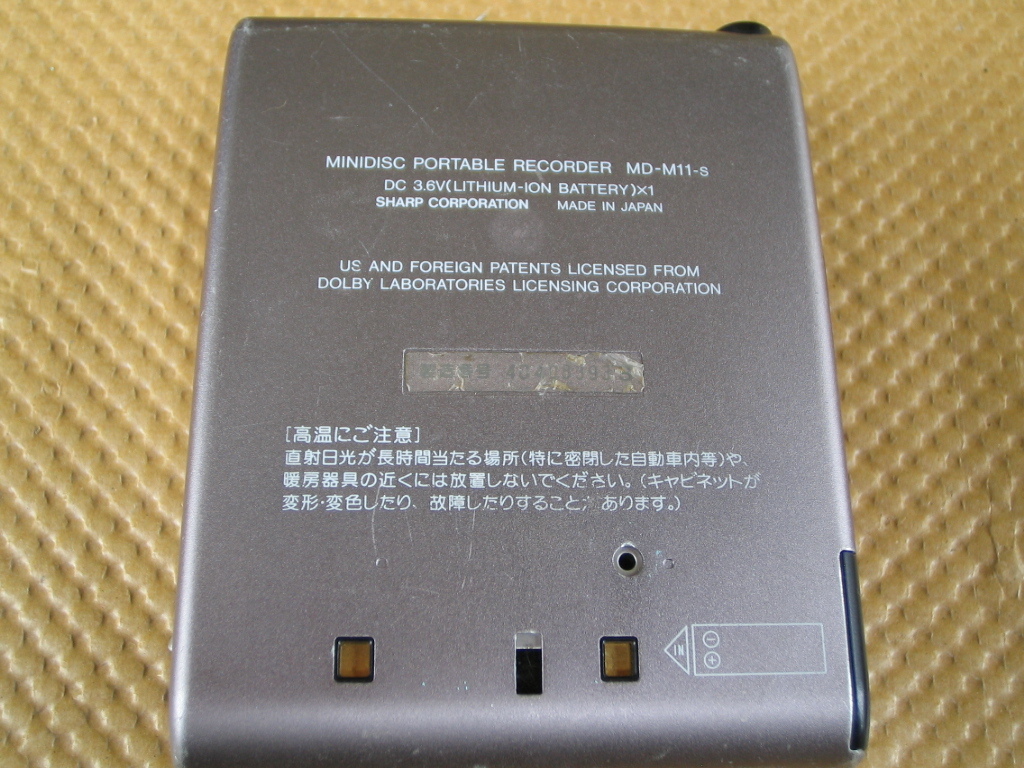 MINIDISC PORTABLE RECORDER MD-M11-S
DC 3.6V(LITHIUM-ION BATTERY)×1
SHARP CORPORATION MADE IN JAPAN
US AND FOREIGN PATENTS LICENSED FROM
DOLBY LABORATORIES LICENSING CORPORATION
製造番号
[高温にご注意]
直射日光が長時間当たる場所(特に密閉した自動車内等)や、
暖房器具の近くには放置しないでください。(キャビネットが
変形・変色したり、故障したりすること あります。)
IN